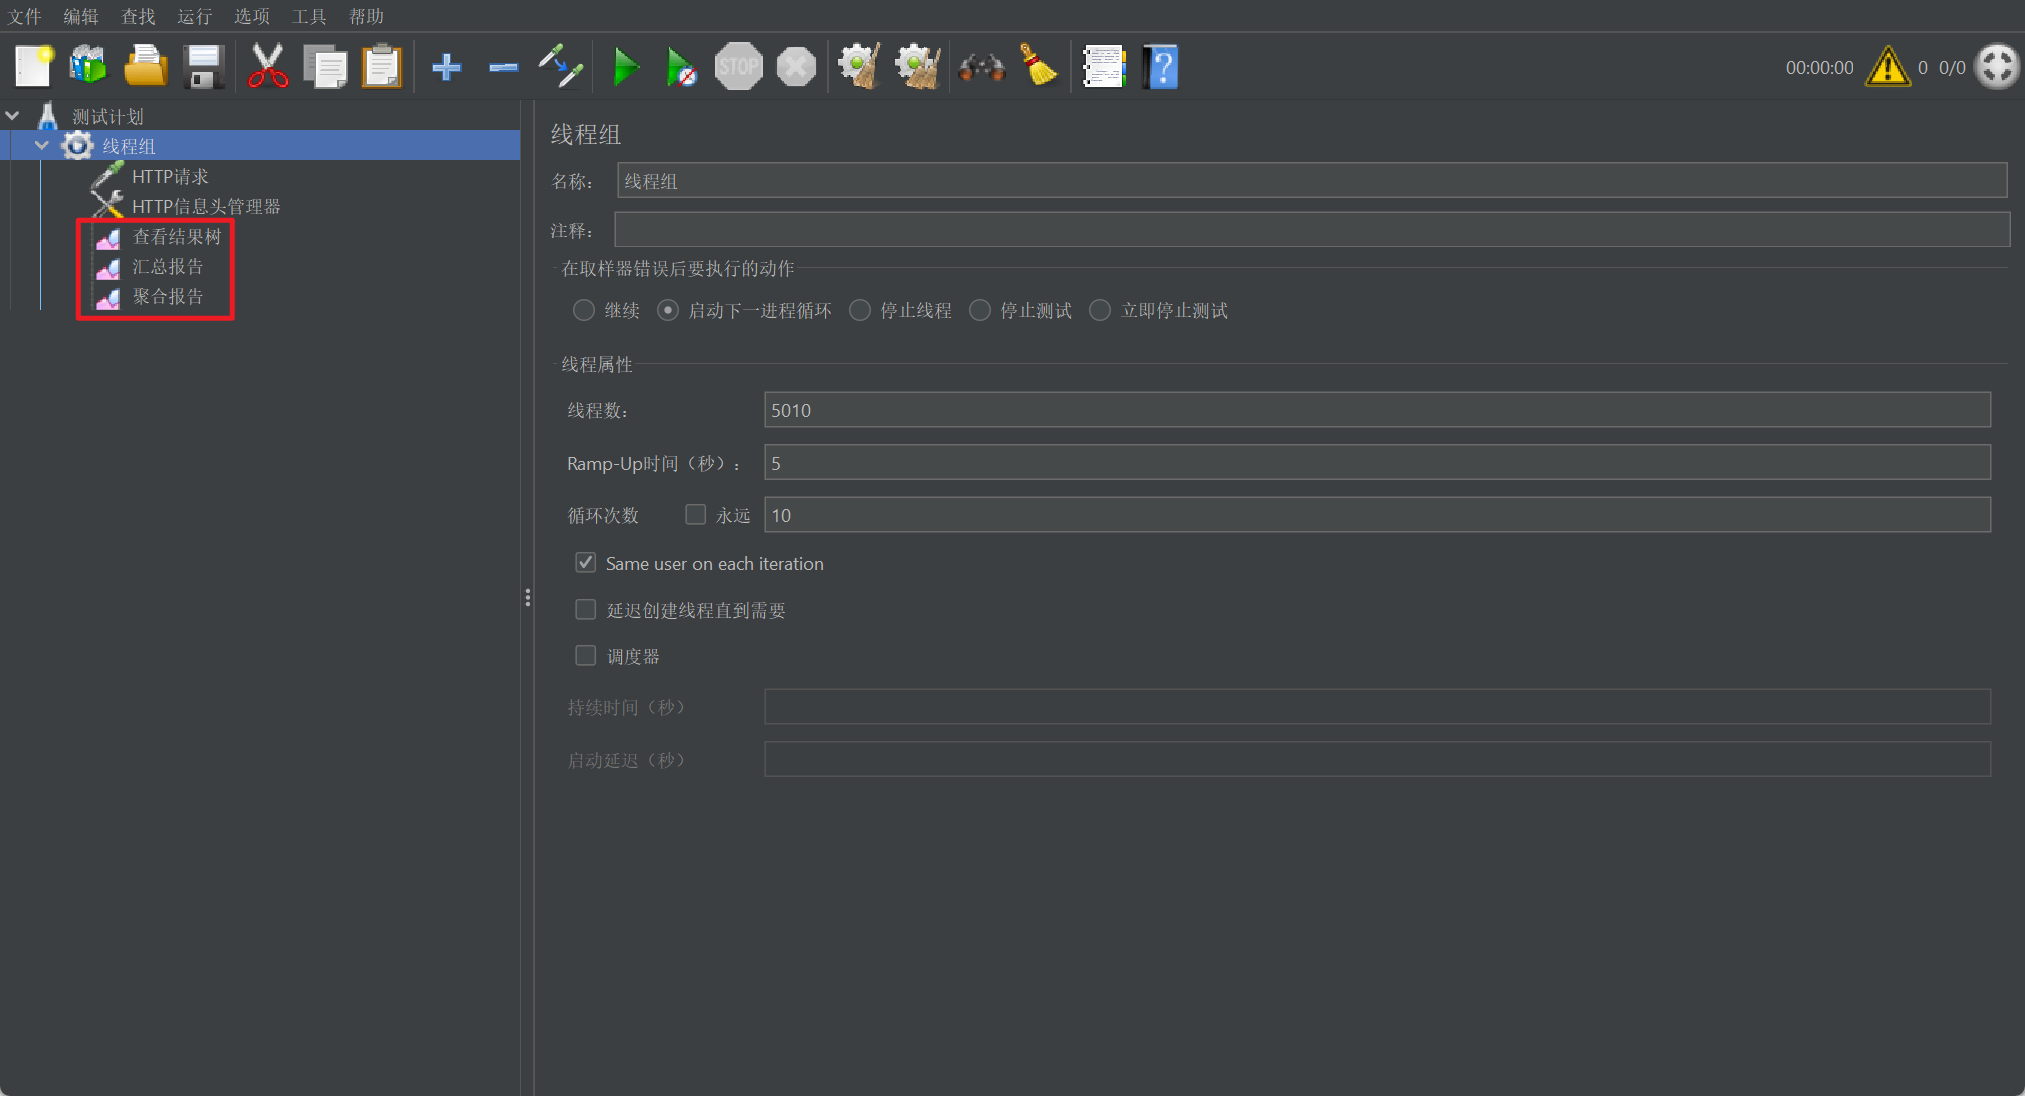 文件 编辑 查找 运行 选项 工具 帮助
STOP
?
00:00:00 0 0/0
测试计划
线程组
HTTP请求
HTTP信息头管理器
查看结果树
汇总报告
聚合报告
线程组
名称： 线程组
注释：
在取样器错误后要执行的动作
继续 启动下一进程循环 停止线程 停止测试 立即停止测试
线程属性
线程数： 5010
Ramp-Up时间（秒）： 5
循环次数 永远 10
Same user on each iteration
延迟创建线程直到需要
调度器
持续时间（秒）
启动延迟（秒）